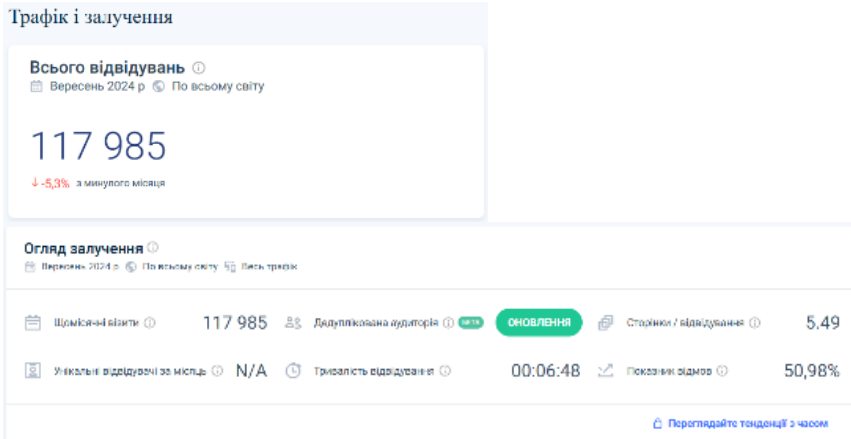 Трафік і залучення
Всього відвідувань
Вересень 2024 р По всьому світу
117 985
-5,3% з минулого місяця
Огляд залучення
Вересень 2024 р По всьому світу Весь трафік
Щомісячні візити 117 985 Дедуплікована аудиторія BETA ОНОВЛЕННЯ Сторінки / відвідування 5.49
Унікальні відвідувачі за місяць N/A Тривалість відвідування 00:06:48 Показник відмов 50,98%
Переглядайте тенденції з часом